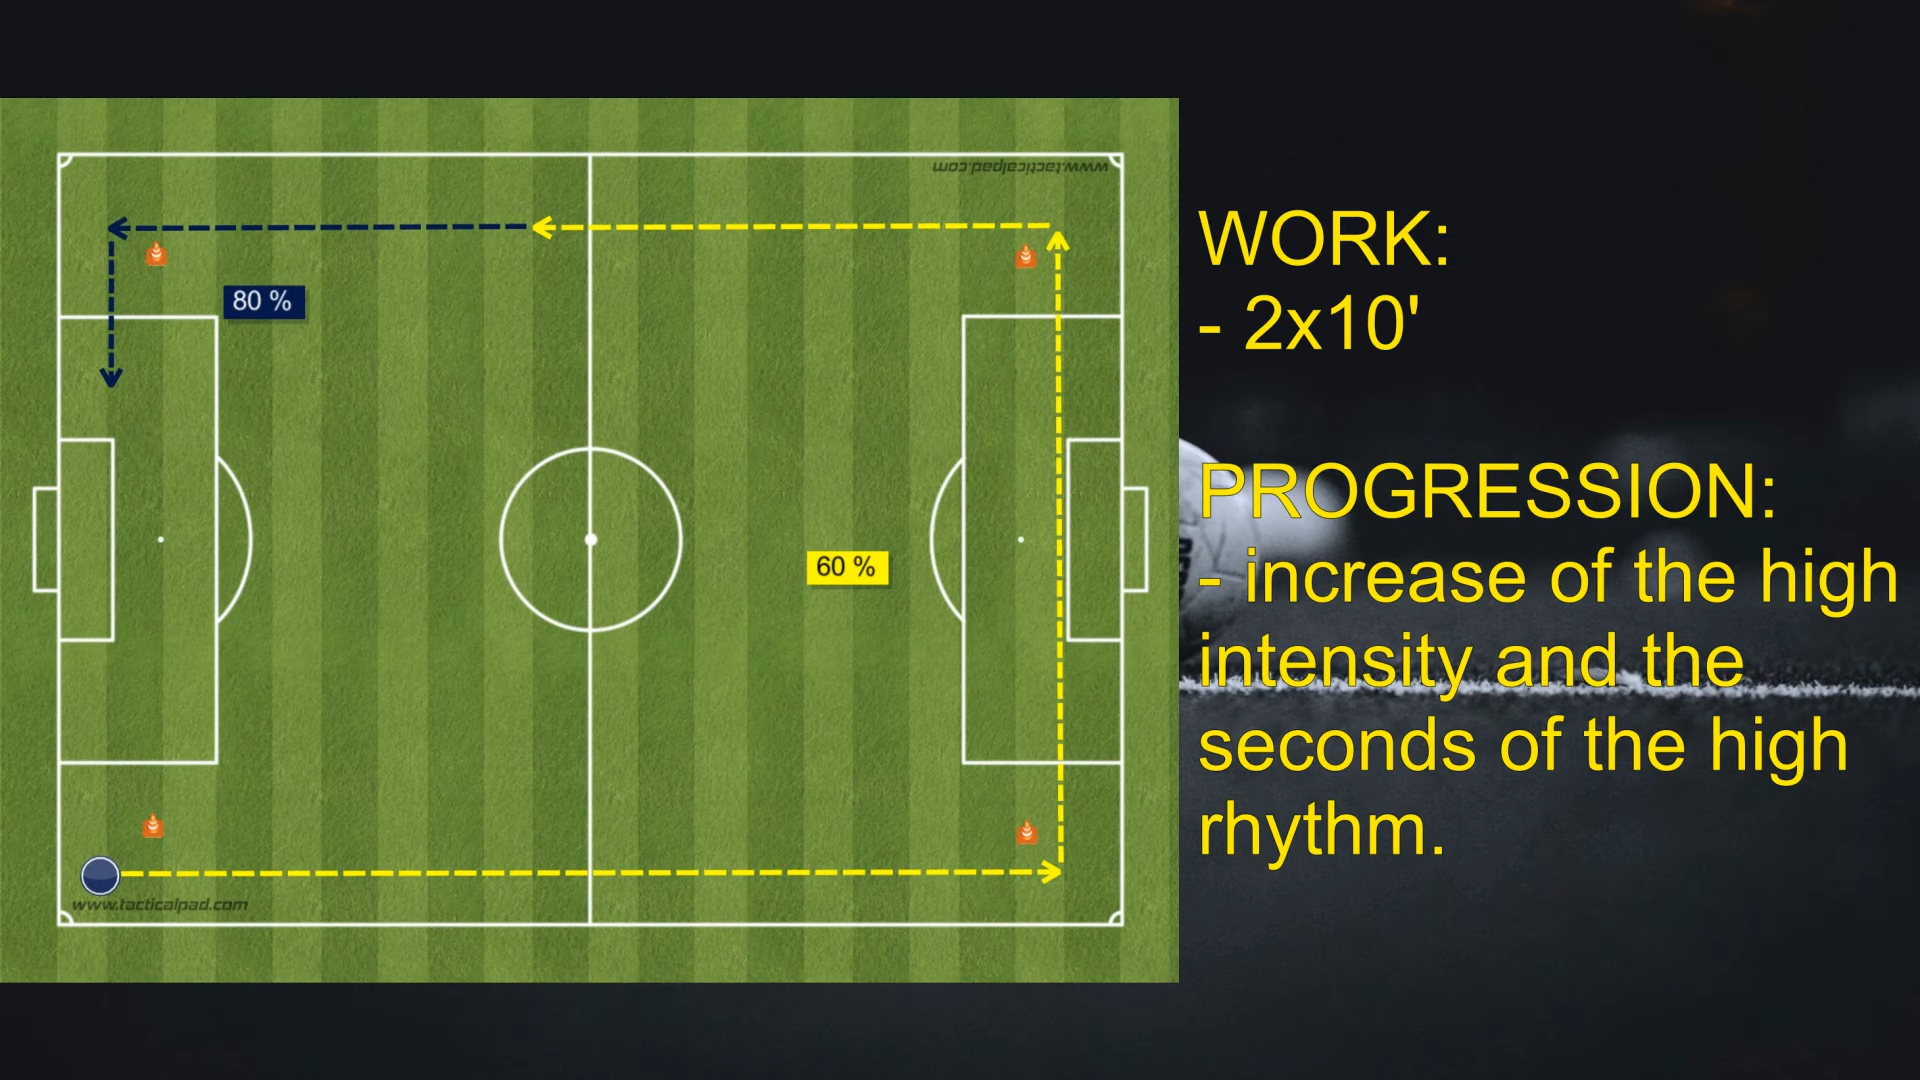 www.tacticalpad.com
80 %
60 %
www.tacticalpad.com
WORK:
- 2x10'
PROGRESSION:
- increase of the high
intensity and the
seconds of the high
rhythm.